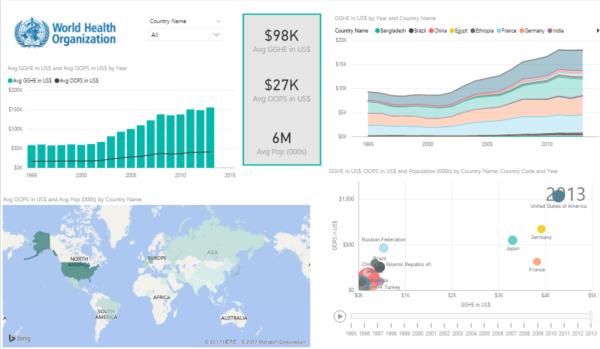 World Health
Organization
Country Name
All
$98K
Avg GGHE in US$
$27K
Avg OOPS in US$
6M
Avg Pop (000s)
Avg GGHE in US$ and Avg OOPS in US$ by Year
Avg GGHE in US$ Avg OOPS in US$
$200K
$150K
$100K
$50K
$0K
1995 2000 2005 2010 2015
GGHE in US$ by Year and Country Name
Country Name Bangladesh Brazil China Egypt Ethiopia France Germany India
$20K
$15K
$10K
$5K
$0K
1995 2000 2005 2010
Avg OOPS in US$ and Avg Pop (000s) by Country Name
NORTH
AMERICA
EUROPE
ASIA
AFRICA
SOUTH
AMERICA
AUSTRALIA
bing
© 2017 HERE © 2017 Microsoft Corporation
GGHE in US$, OOPS in US$ and Population (000s) by Country Name, Country Code and Year
2013
OOPS in US$
$1,000
$500
$0
United States of America
Germany
Japan
France
Russian Federation
Brazil
Islamic Republic of)
Turkey
$0K $1K $2K $3K $4K $5K
GGHE in US$
1995 1996 1997 1998 1999 2000 2001 2002 2003 2004 2005 2006 2007 2008 2009 2010 2011 2012 2013